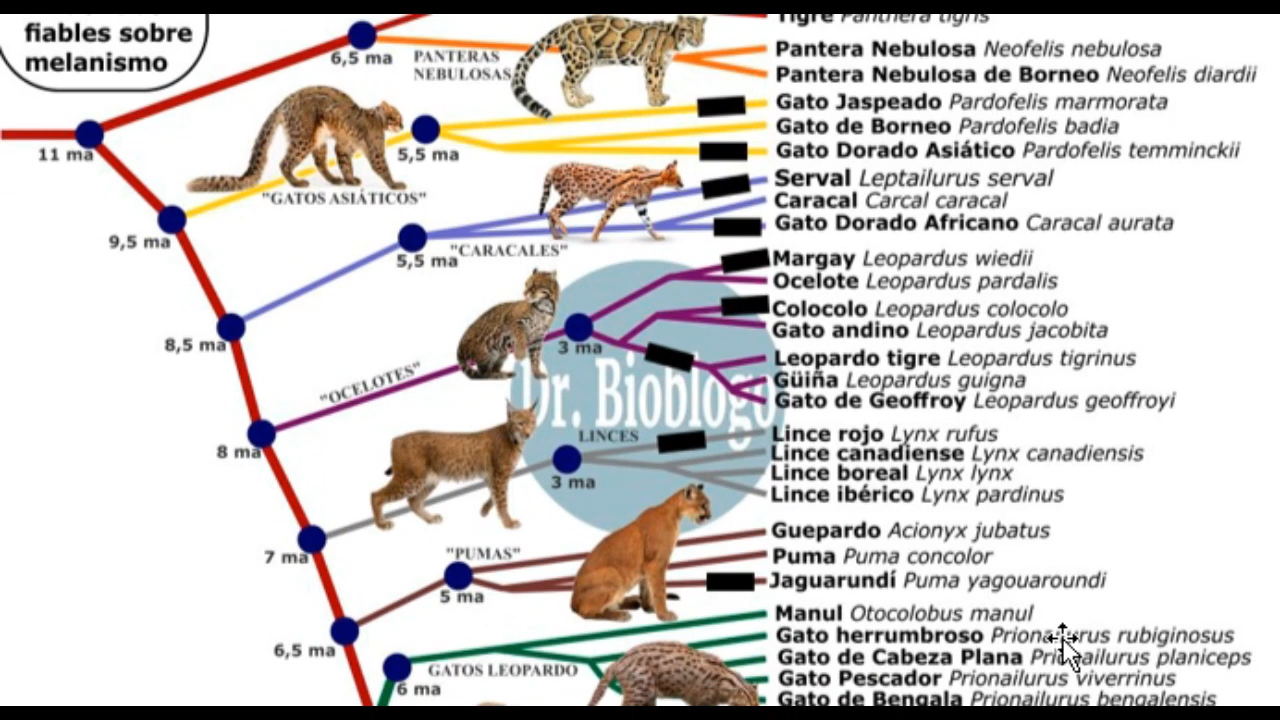 fiables sobre
melanismo
Tigre Panthera tigris
6,5 ma
PANTERAS
NEBULOSAS
Pantera Nebulosa Neofelis nebulosa
Pantera Nebulosa de Borneo Neofelis diardii
11 ma
5,5 ma
Gato Jaspeado Pardofelis marmorata
Gato de Borneo Pardofelis badia
Gato Dorado Asiático Pardofelis temminckii
"GATOS ASIÁTICOS"
9,5 ma
Serval Leptailurus serval
Caracal Carcal caracal
Gato Dorado Africano Caracal aurata
"CARACALES"
5,5 ma
8,5 ma
Margay Leopardus wiedii
Ocelote Leopardus pardalis
Colocolo Leopardus colocolo
Gato andino Leopardus jacobita
3 ma
Leopardo tigre Leopardus tigrinus
Güiña Leopardus guigna
Gato de Geoffroy Leopardus geoffroyi
"OCELOTES"
Dr. Bioblogo
8 ma
LINCES
Lince rojo Lynx rufus
Lince canadiense Lynx canadiensis
Lince boreal Lynx lynx
Lince ibérico Lynx pardinus
3 ma
7 ma
"PUMAS"
Guepardo Acionyx jubatus
Puma Puma concolor
Jaguarundí Puma yagouaroundi
5 ma
6,5 ma
Manul Otocolobus manul
Gato herrumbroso Prionailurus rubiginosus
Gato de Cabeza Plana Prionailurus planiceps
Gato Pescador Prionailurus viverrinus
Gato de Bengala Prionailurus bengalensis
GATOS LEOPARDO
6 ma